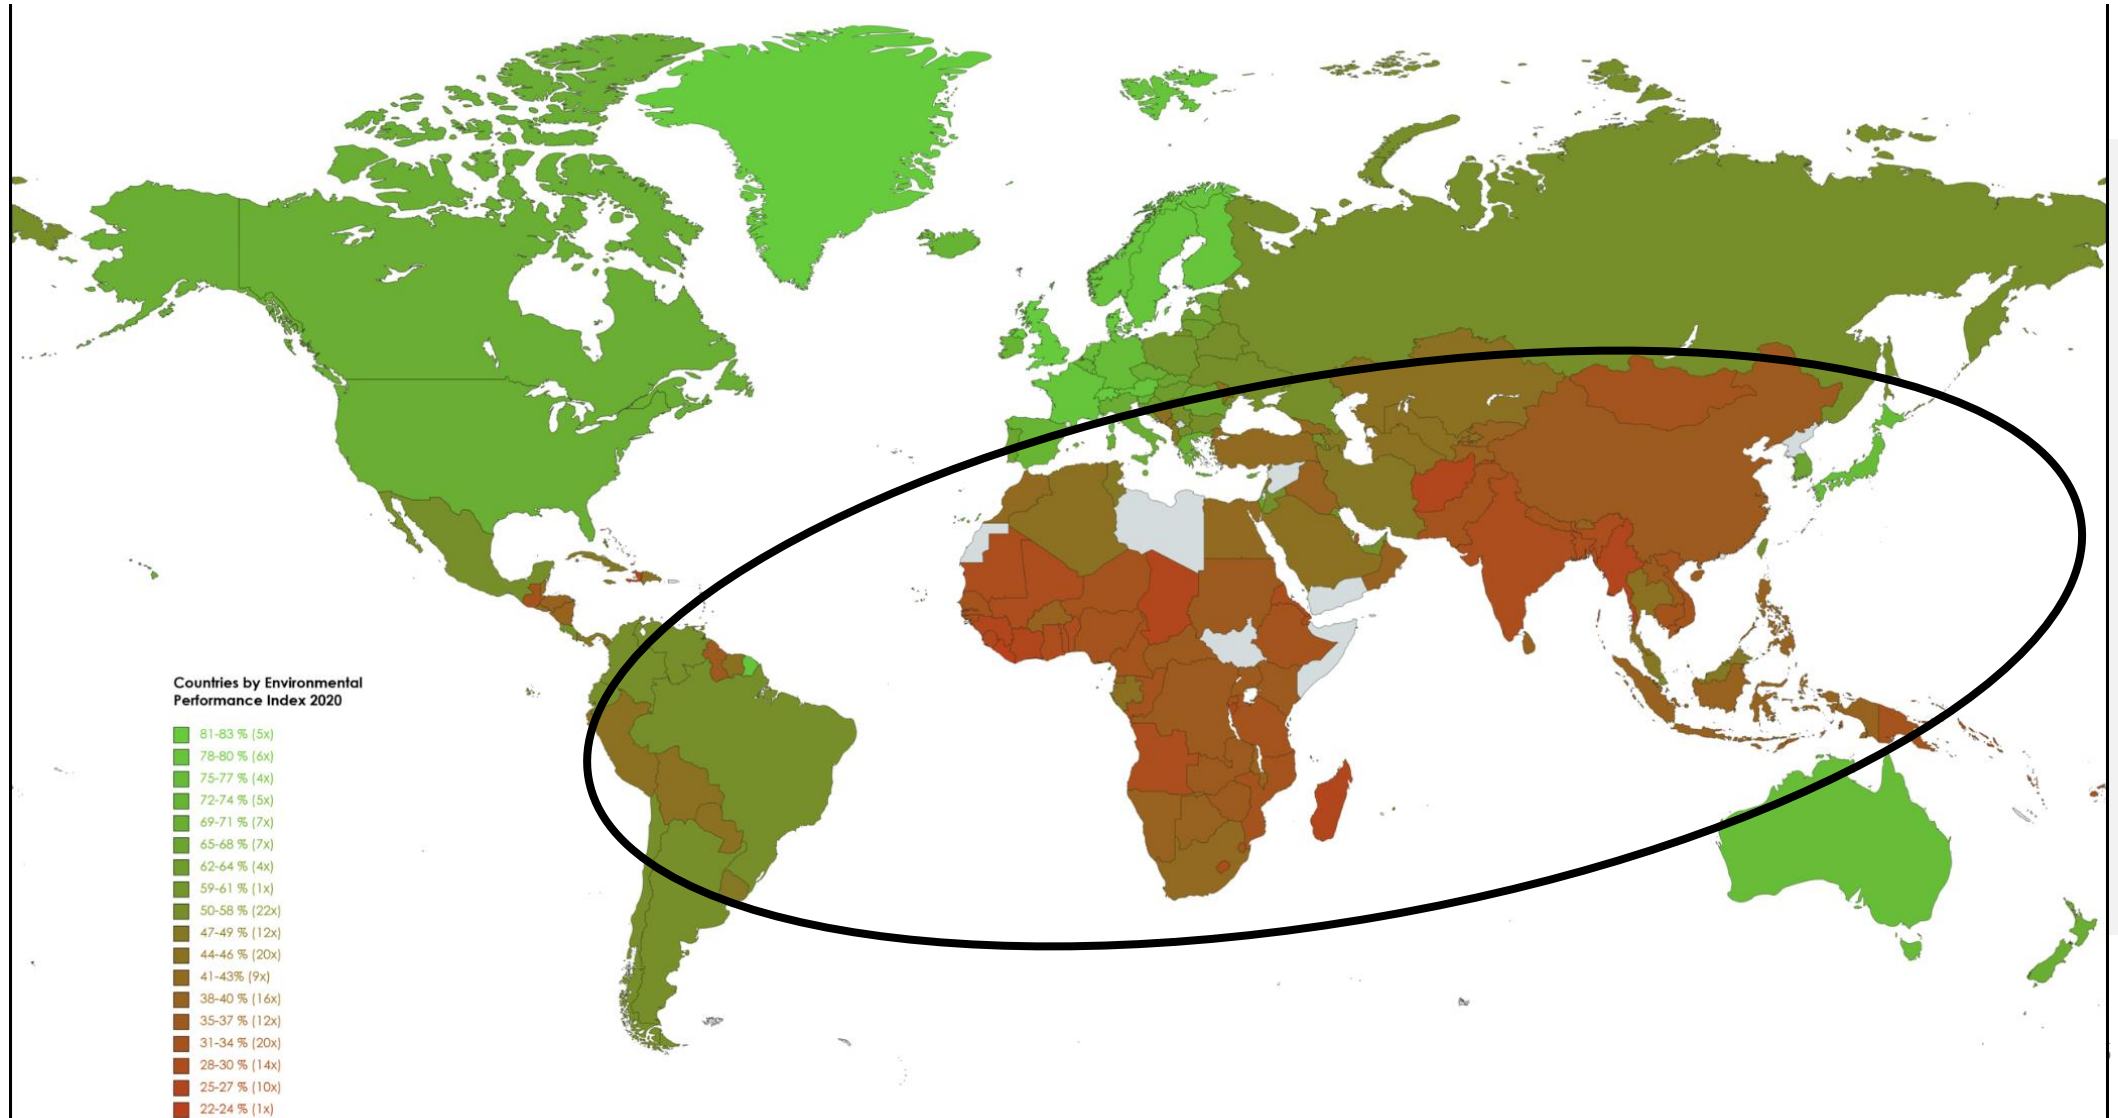 Countries by Environmental
Performance Index 2020
81-83 % (5x)
78-80 % (6x)
75-77 % (4x)
72-74 % (5x)
69-71 % (7x)
65-68 % (7x)
62-64 % (4x)
59-61 % (1x)
50-58 % (22x)
47-49 % (12x)
44-46 % (20x)
41-43% (9x)
38-40 % (16x)
35-37 % (12x)
31-34 % (20x)
28-30 % (14x)
25-27 % (10x)
22-24 % (1x)